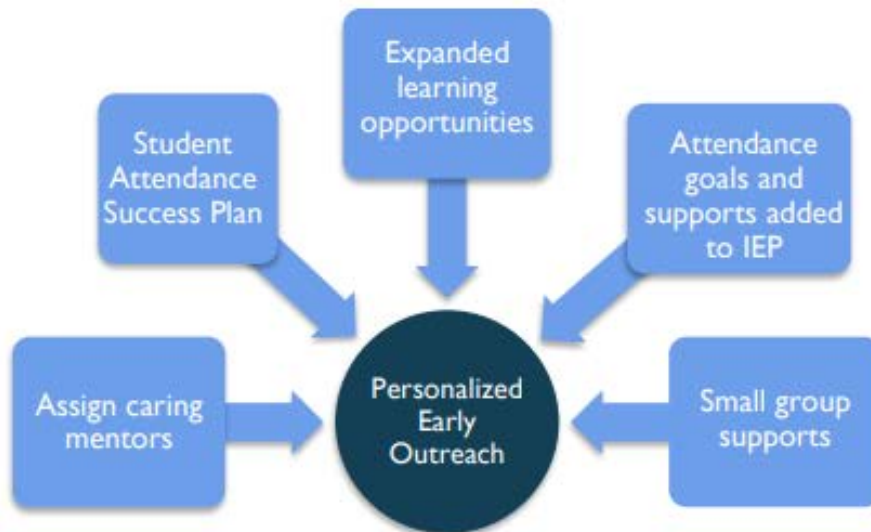 Expanded
learning
opportunities
Student
Attendance
Success Plan
Attendance
goals and
supports added
to IEP
Assign caring
mentors
Personalized
Early
Outreach
Small group
supports